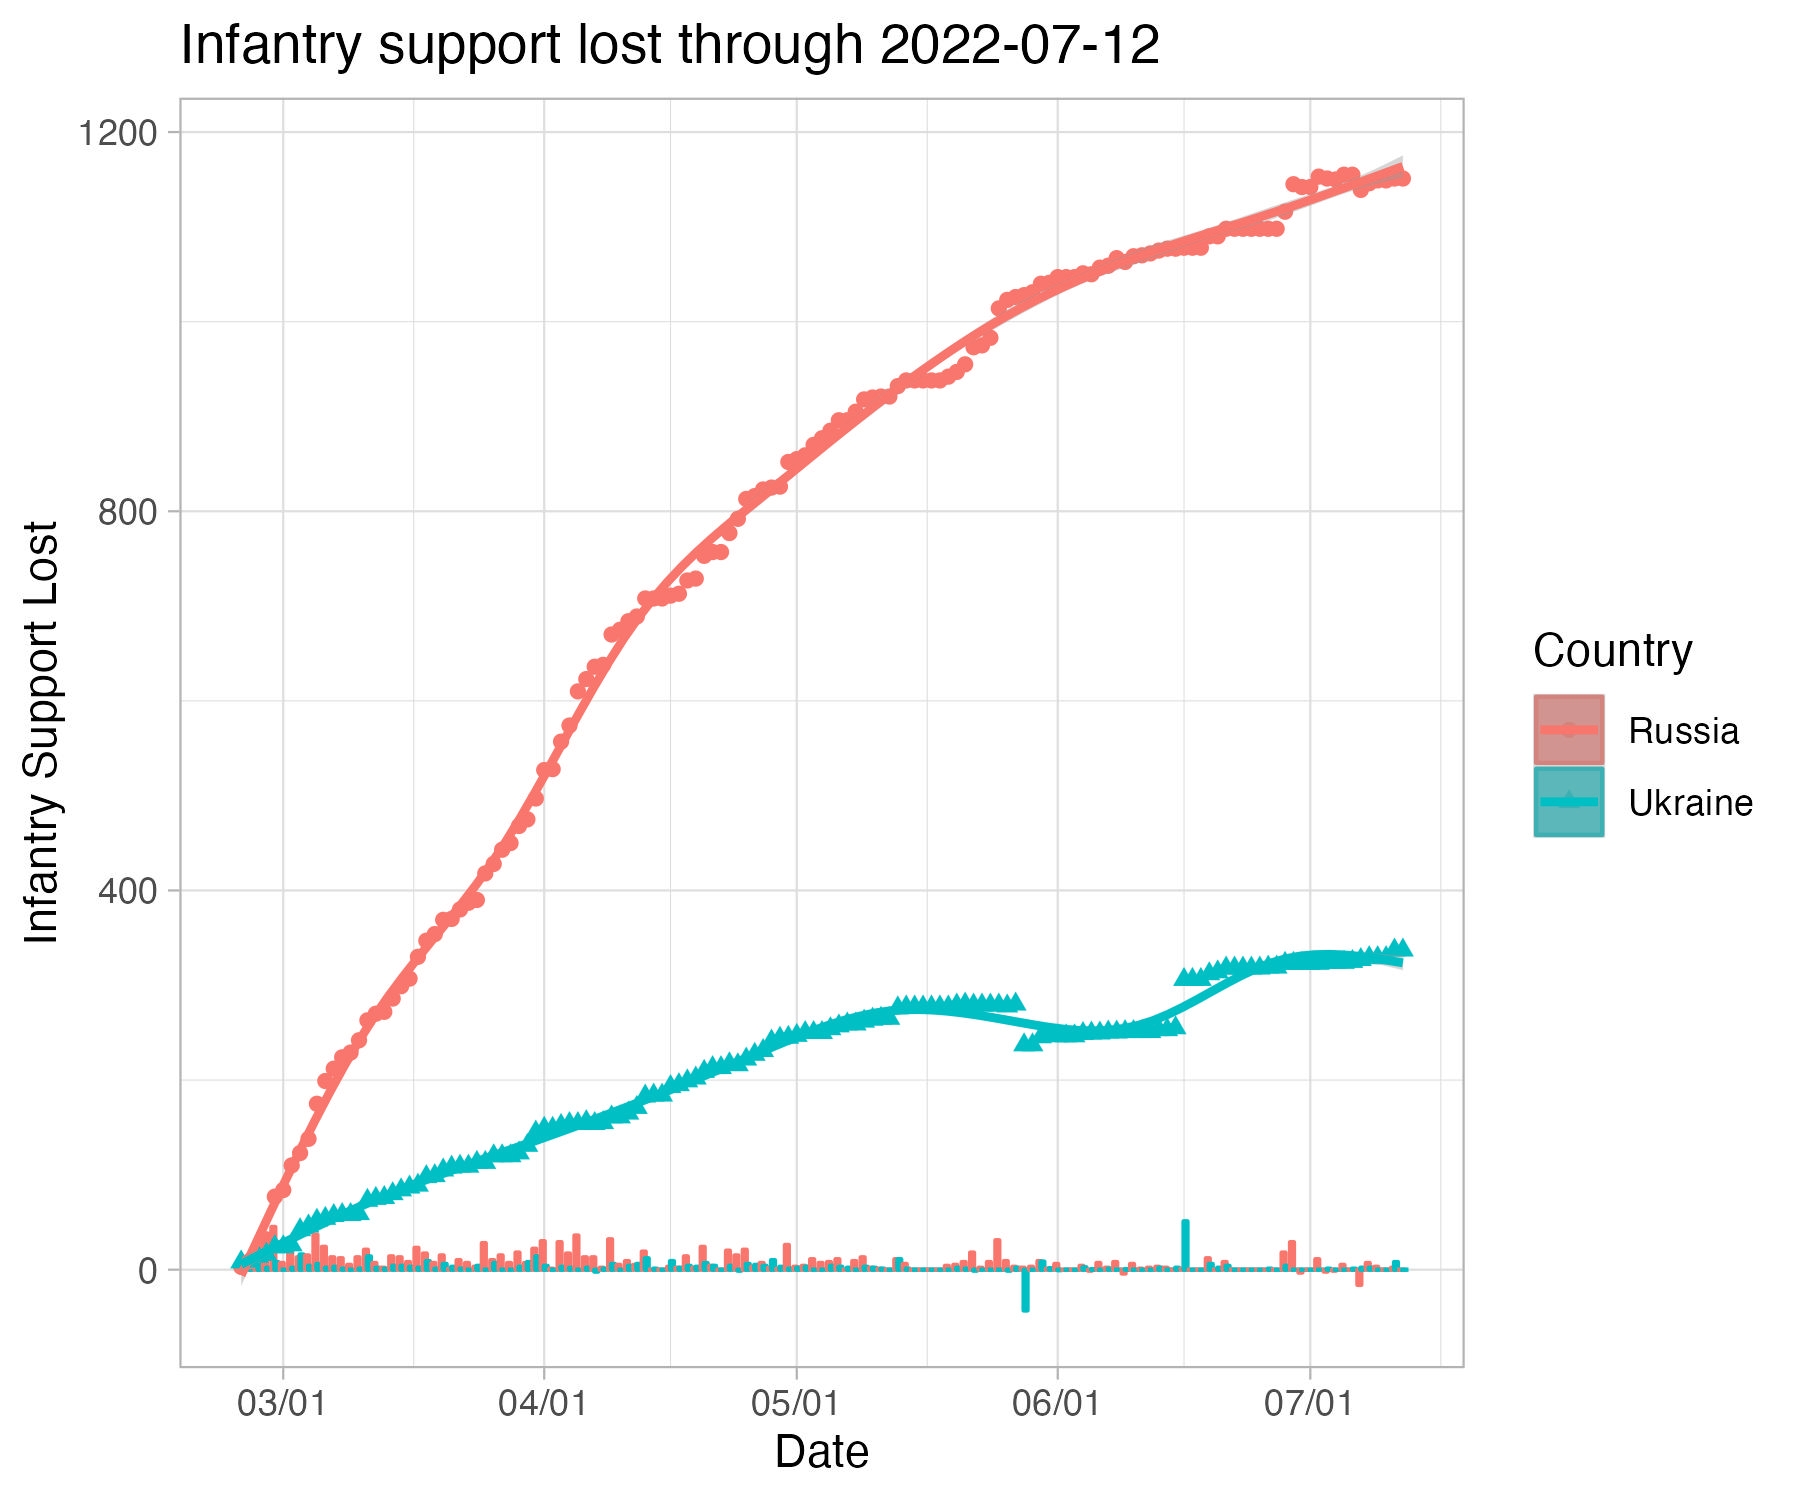 Infantry support lost through 2022-07-12
Infantry Support Lost
1200
800
400
0
03/01 04/01 05/01 06/01 07/01
Date
Country
Russia
Ukraine